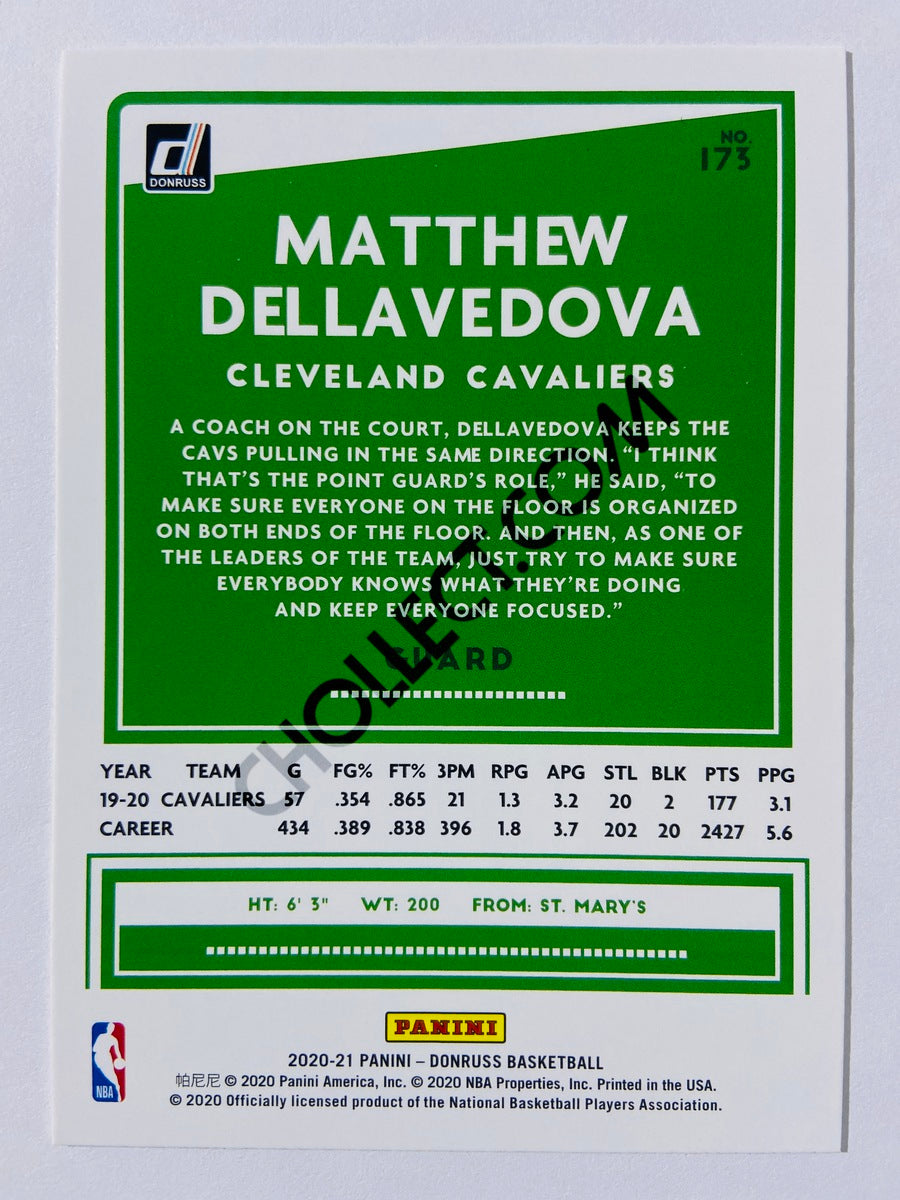 DONRUSS
NO.
173
MATTHEW
DELLAVEDOVA
CLEVELAND CAVALIERS
A COACH ON THE COURT, DELLAVEDOVA KEEPS THE
CAVS PULLING IN THE SAME DIRECTION. “I THINK
THAT'S THE POINT GUARD'S ROLE,” HE SAID, “TO
MAKE SURE EVERYONE ON THE FLOOR IS ORGANIZED
ON BOTH ENDS OF THE FLOOR. AND THEN, AS ONE OF
THE LEADERS OF THE TEAM, JUST TRY TO MAKE SURE
EVERYBODY KNOWS WHAT THEY'RE DOING
AND KEEP EVERYONE FOCUSED.”
GUARD
CHOLLECT.COM
YEAR TEAM G FG% FT% 3PM RPG APG STL BLK PTS PPG
19-20 CAVALIERS 57 .354 .865 21 1.3 3.2 20 2 177 3.1
CAREER 434 .389 .838 396 1.8 3.7 202 20 2427 5.6
HT: 6' 3" WT: 200 FROM: ST. MARY'S
PANINI
NBA
2020-21 PANINI – DONRUSS BASKETBALL
帕尼尼 © 2020 Panini America, Inc. © 2020 NBA Properties, Inc. Printed in the USA.
© 2020 Officially licensed product of the National Basketball Players Association.